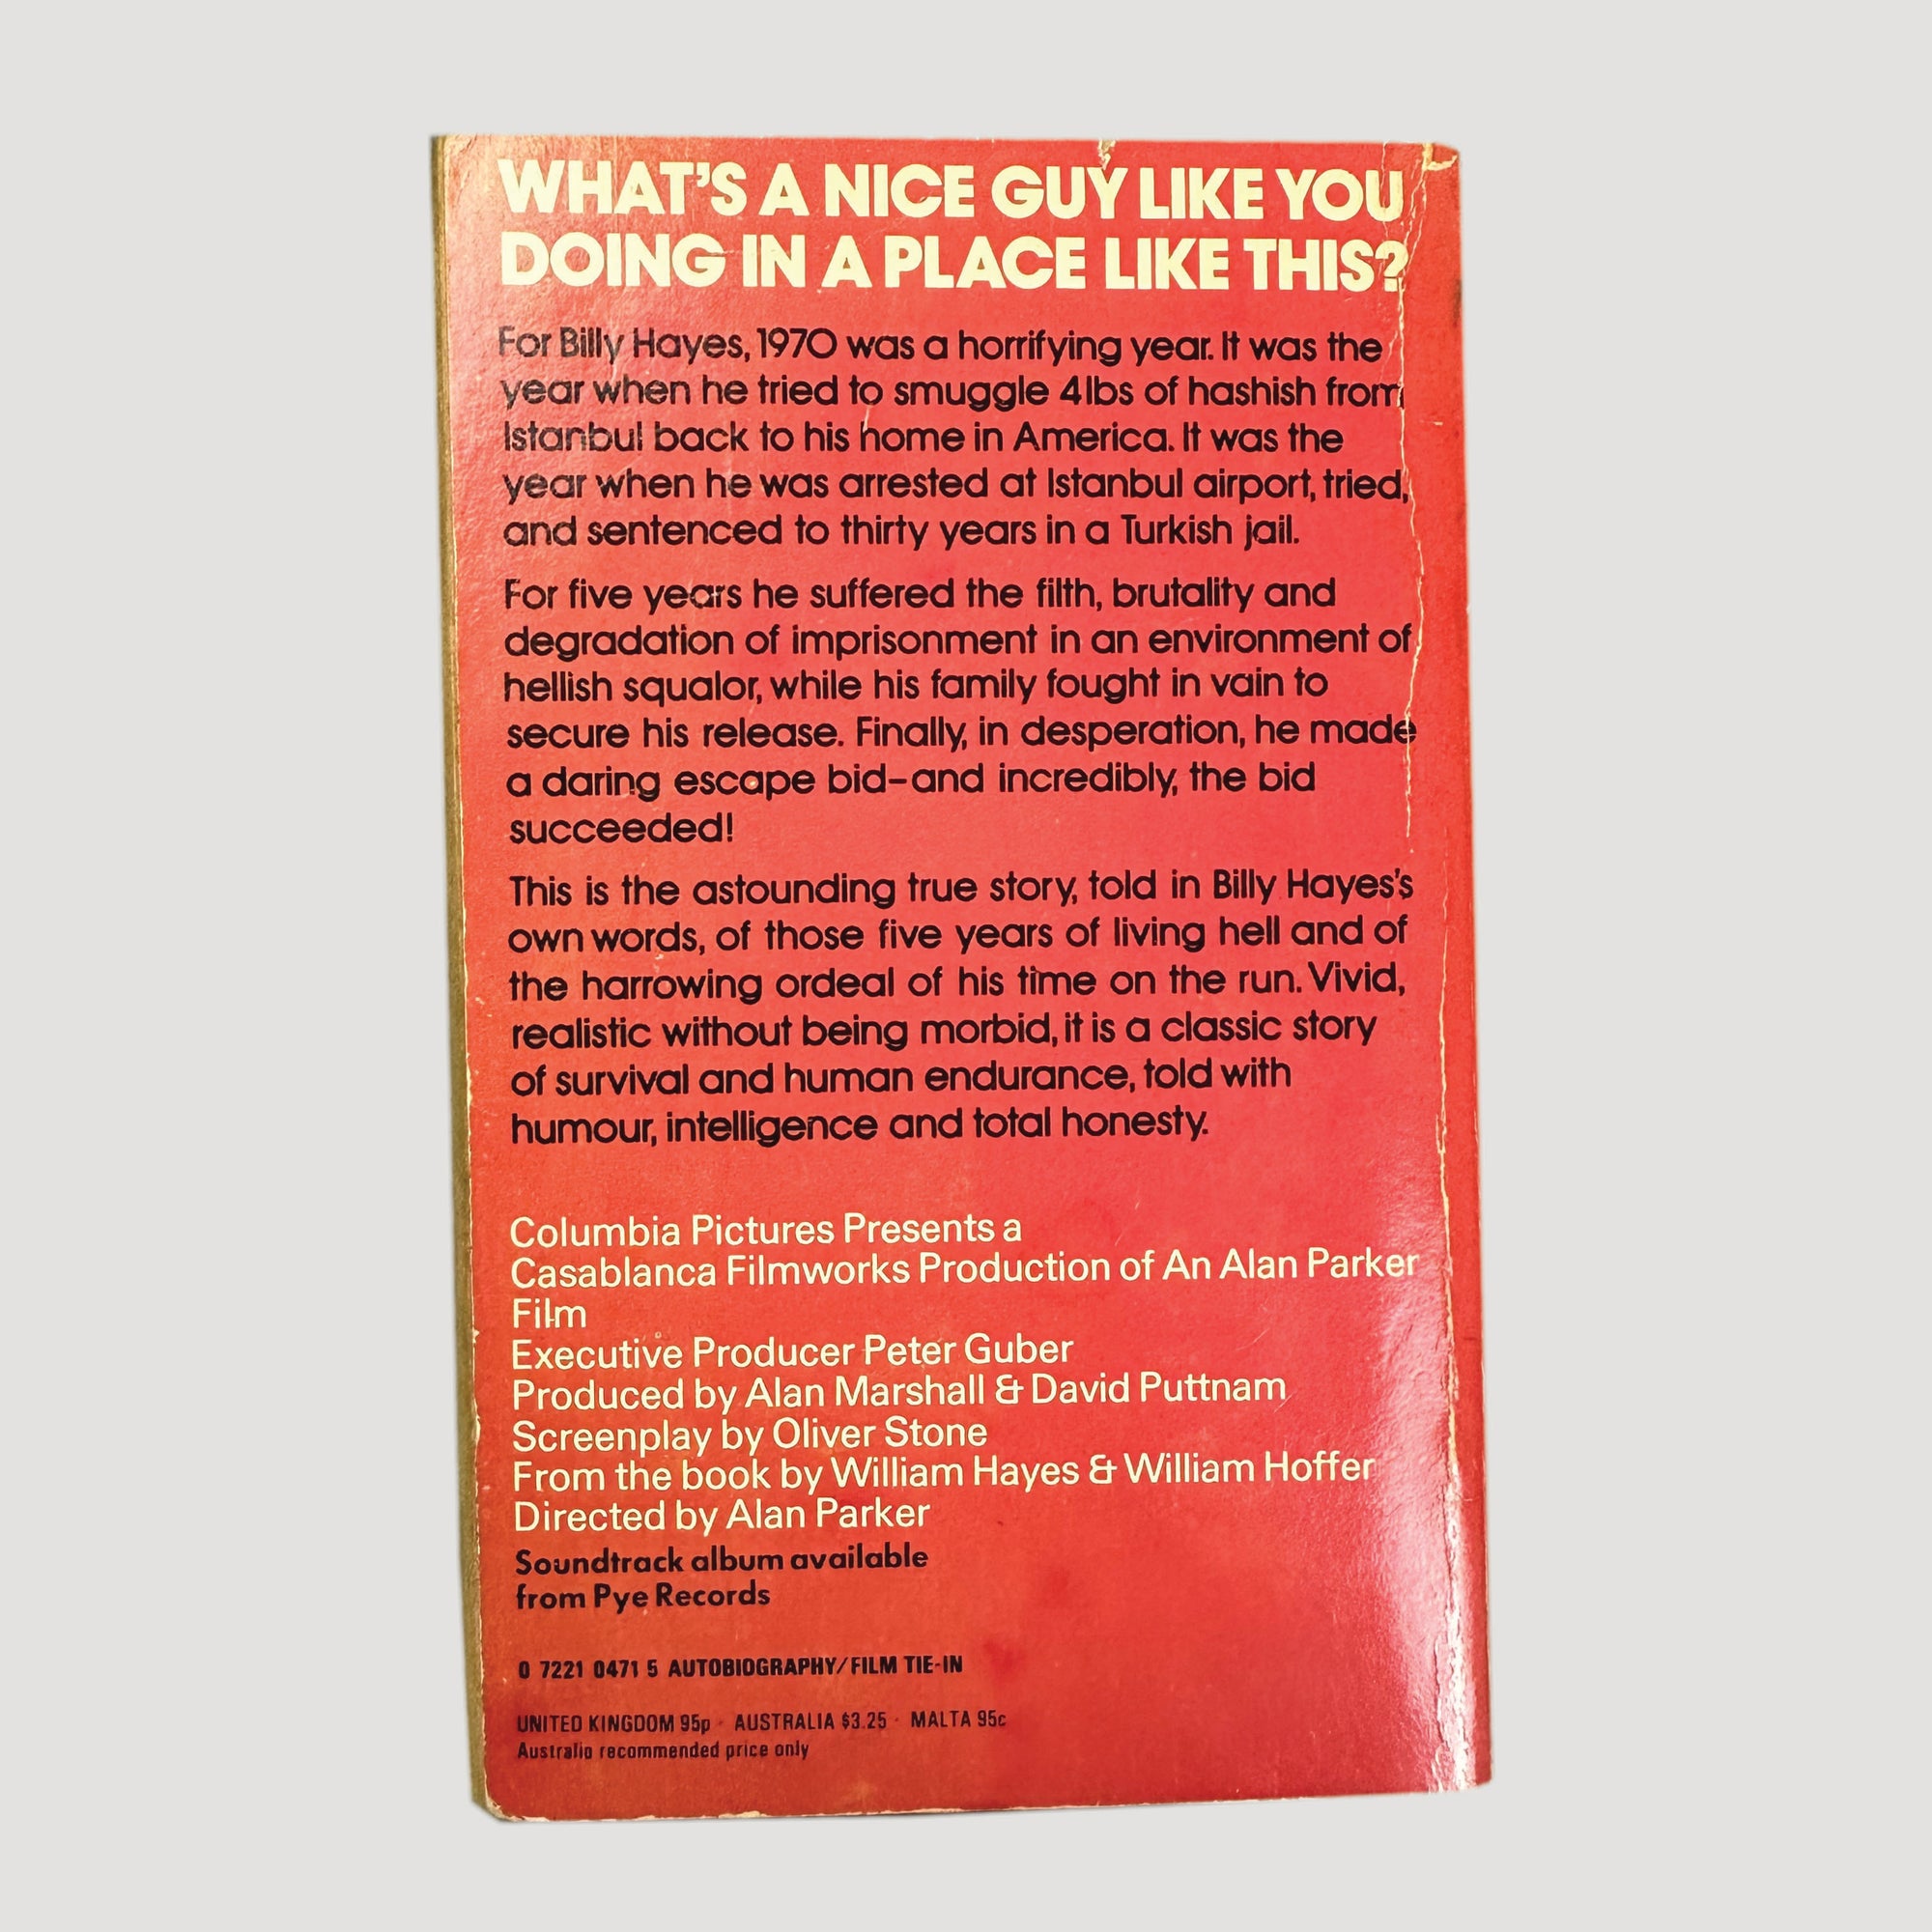 WHAT'S A NICE GUY LIKE YOU
DOING IN A PLACE LIKE THIS?
For Billy Hayes, 1970 was a horrifying year. It was the
year when he tried to smuggle 4lbs of hashish from
Istanbul back to his home in America. It was the
year when he was arrested at Istanbul airport, tried,
and sentenced to thirty years in a Turkish jail.
For five years he suffered the filth, brutality and
degradation of imprisonment in an environment of
hellish squalor, while his family fought in vain to
secure his release. Finally, in desperation, he made
a daring escape bid–and incredibly, the bid
succeeded!
This is the astounding true story, told in Billy Hayes's
own words, of those five years of living hell and of
the harrowing ordeal of his time on the run. Vivid,
realistic without being morbid, it is a classic story
of survival and human endurance, told with
humour, intelligence and total honesty.
Columbia Pictures Presents a
Casablanca Filmworks Production of An Alan Parker
Film
Executive Producer Peter Guber
Produced by Alan Marshall & David Puttnam
Screenplay by Oliver Stone
From the book by William Hayes & William Hoffer
Directed by Alan Parker
Soundtrack album available
from Pye Records
0 7221 0471 5 AUTOBIOGRAPHY/FILM TIE-IN
UNITED KINGDOM 95p · AUSTRALIA $3.25 · MALTA 95c
Australia recommended price only